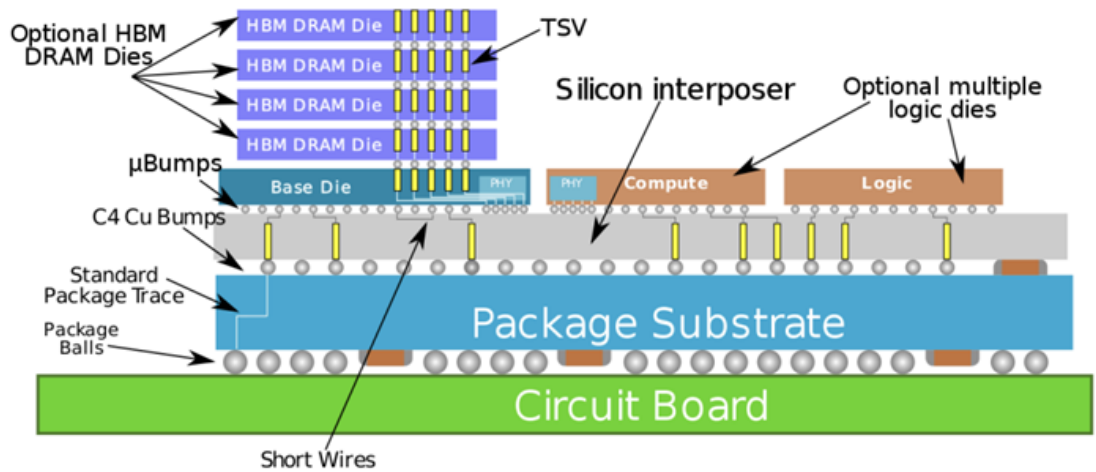 Optional HBM
DRAM Dies
HBM DRAM Die
HBM DRAM Die
HBM DRAM Die
HBM DRAM Die
TSV
Silicon interposer
Optional multiple
logic dies
µBumps
Base Die
PHY
PHY
Compute
Logic
C4 Cu Bumps
Standard
Package Trace
Package
Balls
Package Substrate
Circuit Board
Short Wires